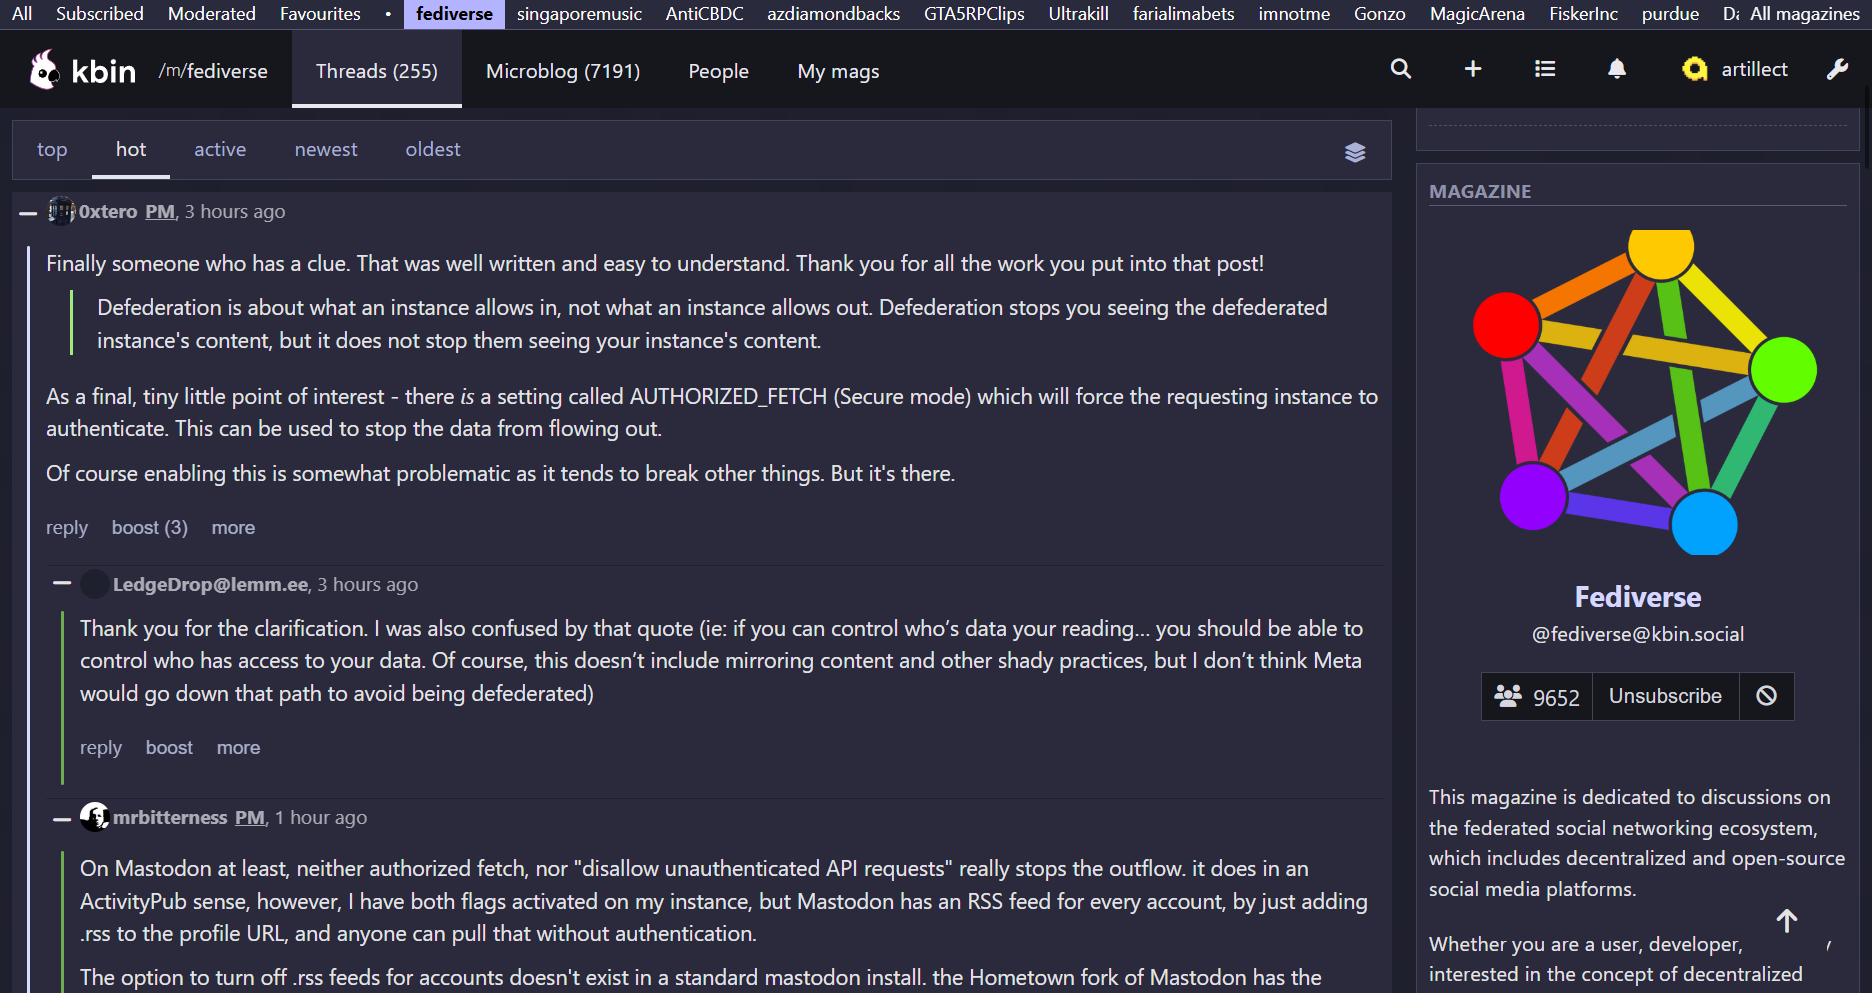 All Subscribed Moderated Favourites • fediverse singaporemusic AntiCBDC azdiamondbacks GTA5RPClips Ultrakill farialimabets imnotme Gonzo MagicArena FiskerInc purdue All magazines
kbin /m/fediverse Threads (255) Microblog (7191) People My mags artillect
top hot active newest oldest
0xtero PM, 3 hours ago
Finally someone who has a clue. That was well written and easy to understand. Thank you for all the work you put into that post!
Defederation is about what an instance allows in, not what an instance allows out. Defederation stops you seeing the defederated
instance's content, but it does not stop them seeing your instance's content.
As a final, tiny little point of interest - there is a setting called AUTHORIZED_FETCH (Secure mode) which will force the requesting instance to
authenticate. This can be used to stop the data from flowing out.
Of course enabling this is somewhat problematic as it tends to break other things. But it's there.
reply boost (3) more
LedgeDrop@lemm.ee, 3 hours ago
Thank you for the clarification. I was also confused by that quote (ie: if you can control who’s data your reading... you should be able to
control who has access to your data. Of course, this doesn’t include mirroring content and other shady practices, but I don’t think Meta
would go down that path to avoid being defederated)
reply boost more
mrbitterness PM, 1 hour ago
On Mastodon at least, neither authorized fetch, nor "disallow unauthenticated API requests" really stops the outflow. it does in an
ActivityPub sense, however, I have both flags activated on my instance, but Mastodon has an RSS feed for every account, by just adding
.rss to the profile URL, and anyone can pull that without authentication.
The option to turn off .rss feeds for accounts doesn't exist in a standard mastodon install. the Hometown fork of Mastodon has the
MAGAZINE
Fediverse
@fediverse@kbin.social
9652 Unsubscribe
This magazine is dedicated to discussions on
the federated social networking ecosystem,
which includes decentralized and open-source
social media platforms.
Whether you are a user, developer,
interested in the concept of decentralized